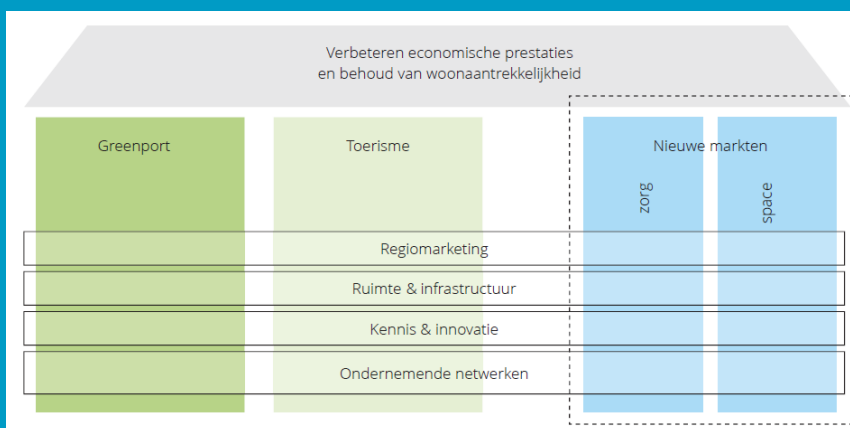 Verbeteren economische prestaties
en behoud van woonaantrekkelijkheid
Greenport
Toerisme
Nieuwe markten
zorg
space
Regiomarketing
Ruimte & infrastructuur
Kennis & innovatie
Ondernemende netwerken